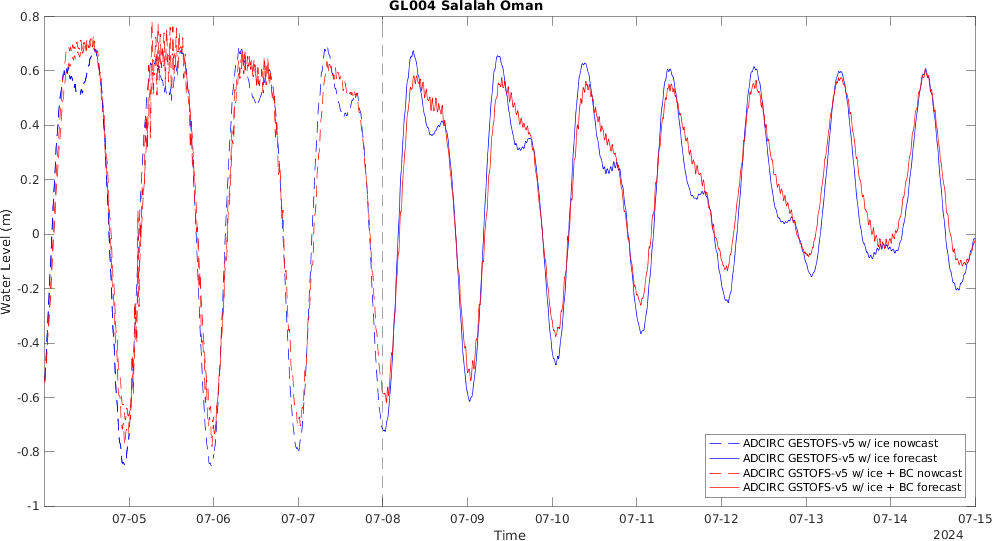 GL004 Salalah Oman
0.8
0.6
0.4
0.2
0
-0.2
-0.4
-0.6
-0.8
-1
Water Level (m)
ADCIRC GESTOFS-v5 w/ ice nowcast
ADCIRC GESTOFS-v5 w/ ice forecast
ADCIRC GSTOFS-v5 w/ ice + BC nowcast
ADCIRC GSTOFS-v5 w/ ice + BC forecast
07-05 07-06 07-07 07-08 07-09 07-10 07-11 07-12 07-13 07-14 07-15
Time
2024